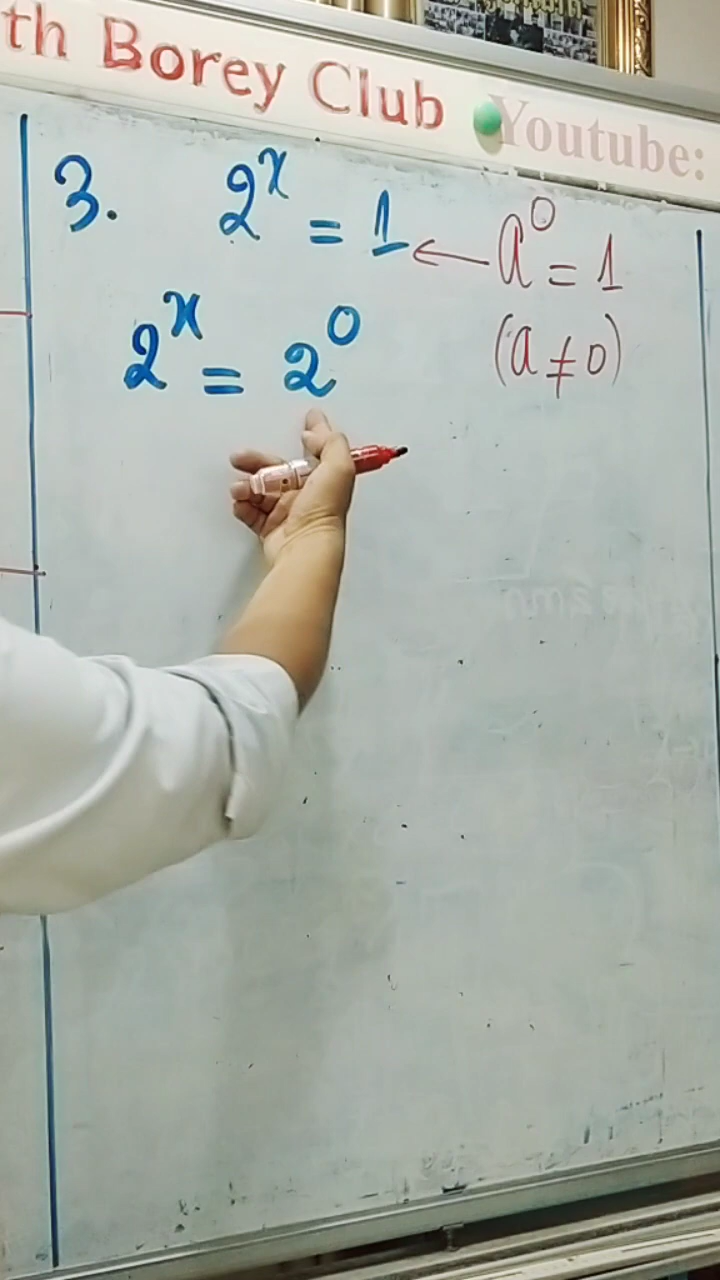 th Borey Club Youtube:
3. 2ˣ = 1 ← a⁰ = 1
2ˣ = 2⁰ (a ≠ 0)